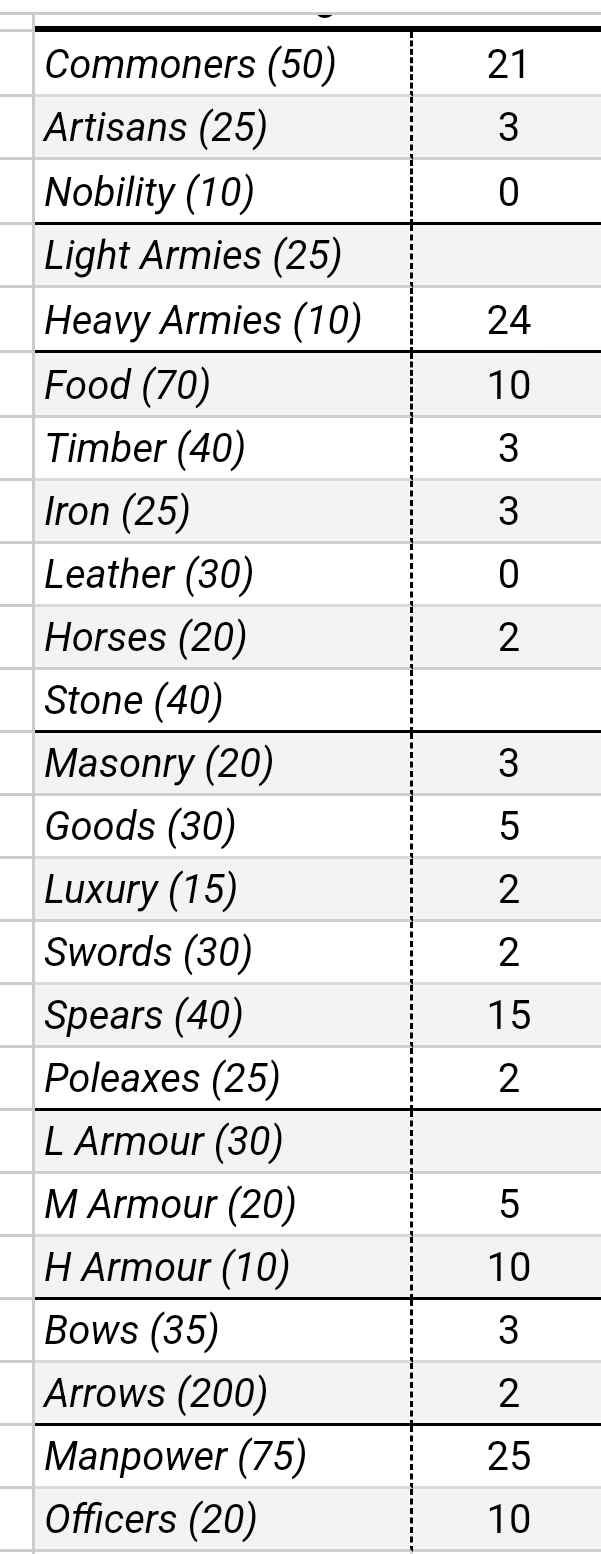 Commoners (50) 21
Artisans (25) 3
Nobility (10) 0
Light Armies (25)
Heavy Armies (10) 24
Food (70) 10
Timber (40) 3
Iron (25) 3
Leather (30) 0
Horses (20) 2
Stone (40)
Masonry (20) 3
Goods (30) 5
Luxury (15) 2
Swords (30) 2
Spears (40) 15
Poleaxes (25) 2
L Armour (30)
M Armour (20) 5
H Armour (10) 10
Bows (35) 3
Arrows (200) 2
Manpower (75) 25
Officers (20) 10